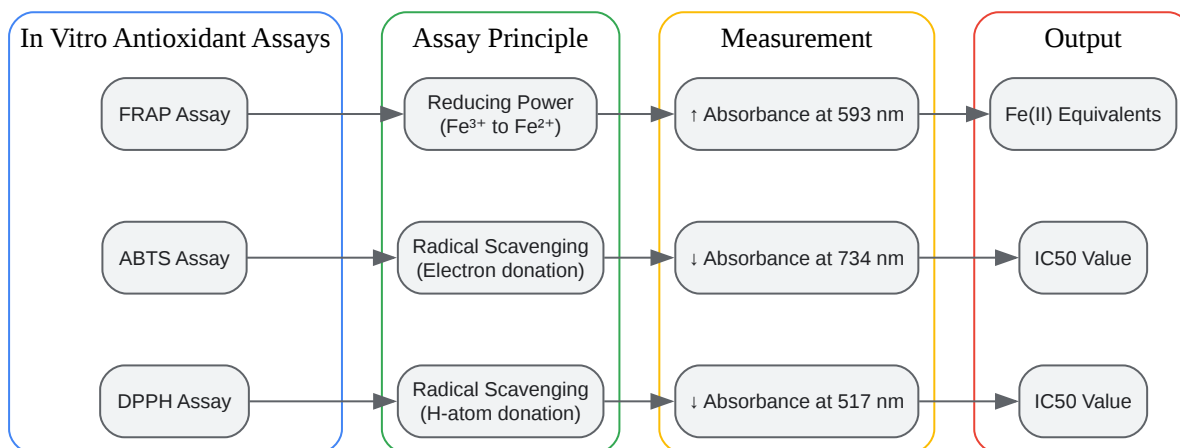 In Vitro Antioxidant Assays
Assay Principle
Measurement
Output
FRAP Assay
Reducing Power
(Fe³⁺ to Fe²⁺)
↑ Absorbance at 593 nm
Fe(II) Equivalents
ABTS Assay
Radical Scavenging
(Electron donation)
↓ Absorbance at 734 nm
IC50 Value
DPPH Assay
Radical Scavenging
(H-atom donation)
↓ Absorbance at 517 nm
IC50 Value